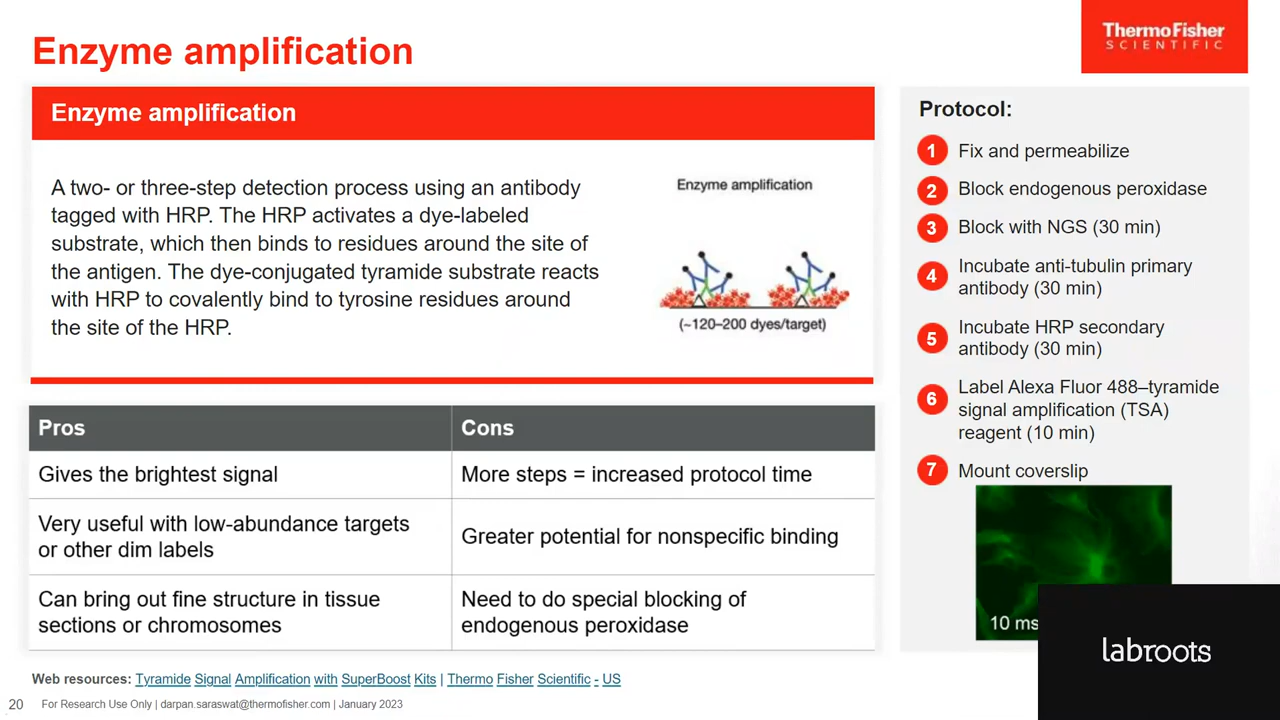 Enzyme amplification
ThermoFisher
SCIENTIFIC
Enzyme amplification
A two- or three-step detection process using an antibody
tagged with HRP. The HRP activates a dye-labeled
substrate, which then binds to residues around the site of
the antigen. The dye-conjugated tyramide substrate reacts
with HRP to covalently bind to tyrosine residues around
the site of the HRP.
Enzyme amplification
(~120–200 dyes/target)
Pros
Cons
Gives the brightest signal
More steps = increased protocol time
Very useful with low-abundance targets
or other dim labels
Greater potential for nonspecific binding
Can bring out fine structure in tissue
sections or chromosomes
Need to do special blocking of
endogenous peroxidase
Protocol:
1 Fix and permeabilize
2 Block endogenous peroxidase
3 Block with NGS (30 min)
4 Incubate anti-tubulin primary
antibody (30 min)
5 Incubate HRP secondary
antibody (30 min)
6 Label Alexa Fluor 488–tyramide
signal amplification (TSA)
reagent (10 min)
7 Mount coverslip
10 ms
labroots
Web resources: Tyramide Signal Amplification with SuperBoost Kits | Thermo Fisher Scientific - US
20 For Research Use Only | darpan.saraswat@thermofisher.com | January 2023